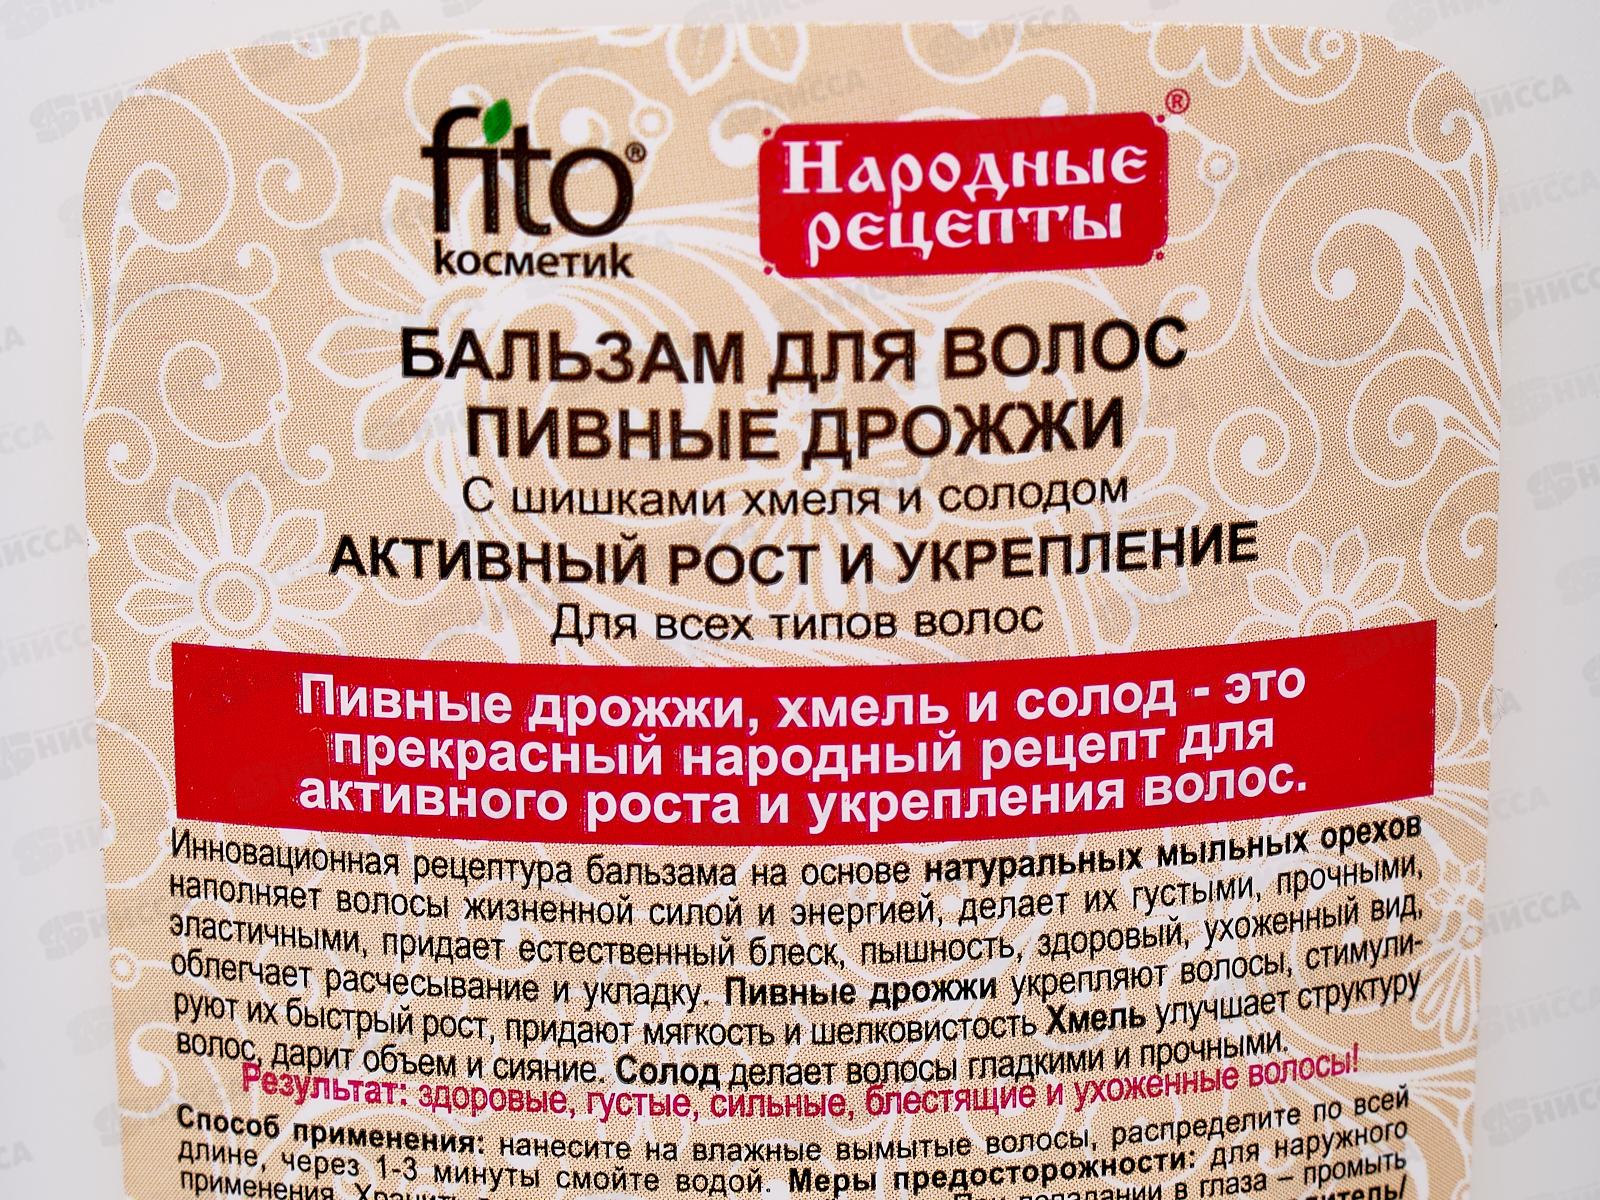 fito®
косметик
Народные
рецепты
®
БАЛЬЗАМ ДЛЯ ВОЛОС
ПИВНЫЕ ДРОЖЖИ
С шишками хмеля и солодом
АКТИВНЫЙ РОСТ И УКРЕПЛЕНИЕ
Для всех типов волос
Пивные дрожжи, хмель и солод - это
прекрасный народный рецепт для
активного роста и укрепления волос.
Инновационная рецептура бальзама на основе натуральных мыльных орехов
наполняет волосы жизненной силой и энергией, делает их густыми, прочными,
эластичными, придает естественный блеск, пышность, здоровый, ухоженный вид,
облегчает расчесывание и укладку. Пивные дрожжи укрепляют волосы, стимули-
руют их быстрый рост, придают мягкость и шелковистость Хмель улучшает структуру
волос, дарит объем и сияние. Солод делает волосы гладкими и прочными.
Результат: здоровые, густые, сильные, блестящие и ухоженные волосы!
Способ применения: нанесите на влажные вымытые волосы, распределите по всей
длине, через 1-3 минуты смойте водой. Меры предосторожности: для наружного
применения. При попадании в глаза – промыть